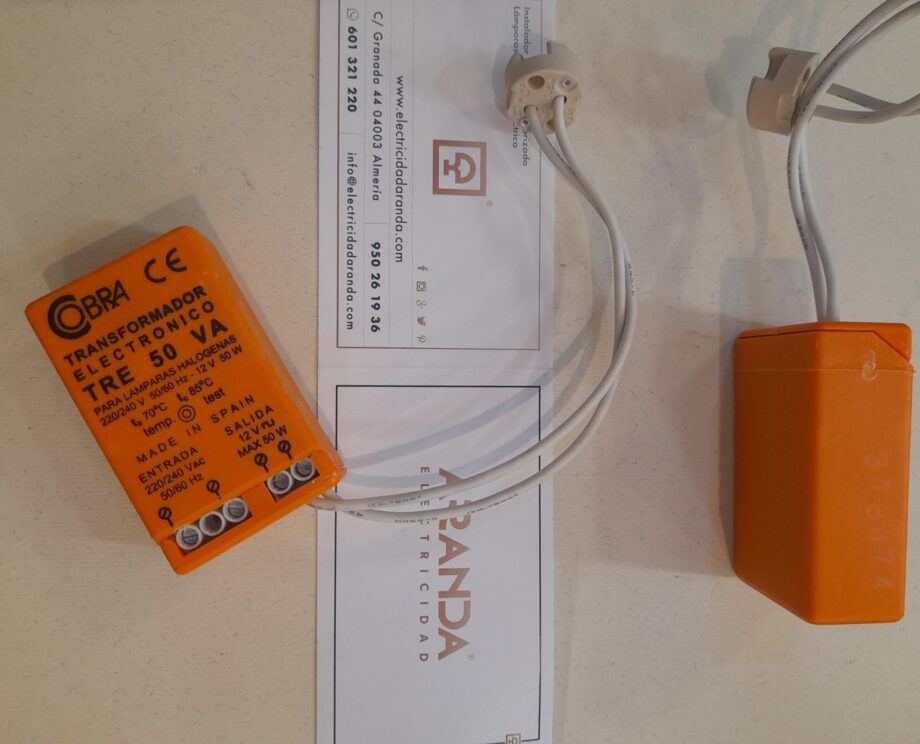 COBRA CE
TRANSFORMADOR
ELECTRONICO
TRE 50 VA
PARA LAMPARAS HALOGENAS
220/240 V 50/60 Hz - 12 V 50 W
ta 70°C tc 85°C
temp. test
MADE IN SPAIN
ENTRADA
220/240 VAC
50/60 Hz
SALIDA
12 V
MAX 50 W
Instalador
Lámparas
www.electricidadaranda.com
C/ Granada 44 04003 Almería
950 26 19 36
601 321 220
info@electricidadaranda.com
ARANDA
ELECTRICIDAD